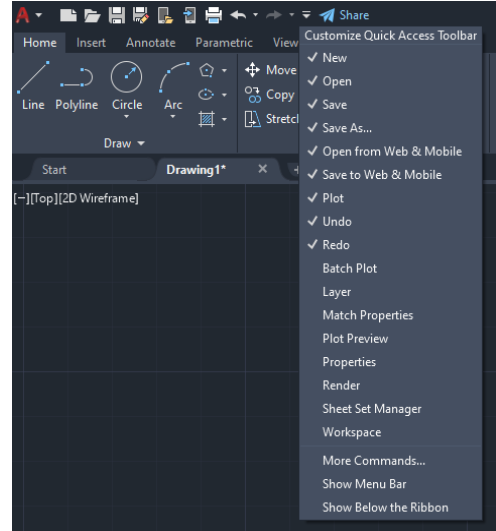 A
Share
Home Insert Annotate Parametric View
Customize Quick Access Toolbar
New
Open
Save
Save As...
Open from Web & Mobile
Save to Web & Mobile
Plot
Undo
Redo
Batch Plot
Layer
Match Properties
Plot Preview
Properties
Render
Sheet Set Manager
Workspace
More Commands...
Show Menu Bar
Show Below the Ribbon
Move
Copy
Stretch
Line Polyline Circle Arc
Draw
Start Drawing1*
[−][Top][2D Wireframe]